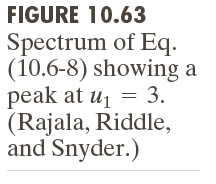 FIGURE 10.63
Spectrum of Eq.
(10.6-8) showing a
peak at u₁ = 3.
(Rajala, Riddle,
and Snyder.)